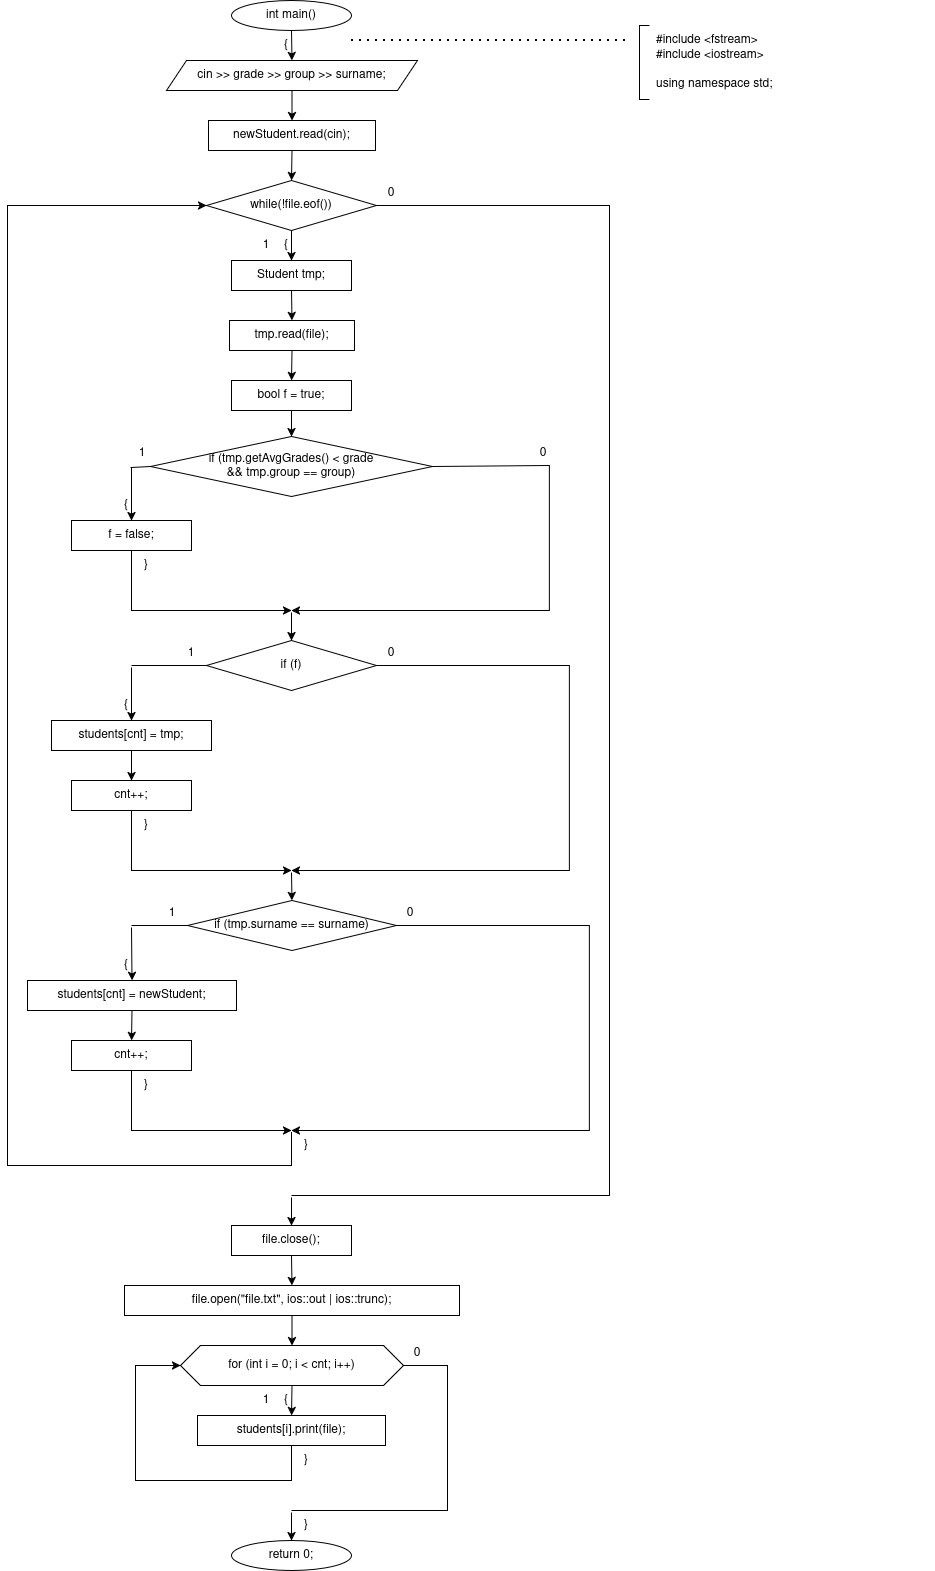 int main()
{
#include <fstream>
#include <iostream>
using namespace std;
cin >> grade >> group >> surname;
newStudent.read(cin);
0
while(!file.eof())
1 {
Student tmp;
tmp.read(file);
bool f = true;
1
0
if (tmp.getAvgGrades() < grade
&& tmp.group == group)
{
f = false;
}
1
0
if (f)
{
students[cnt] = tmp;
cnt++;
}
1
0
if (tmp.surname == surname)
{
students[cnt] = newStudent;
cnt++;
}
}
file.close();
file.open("file.txt", ios::out | ios::trunc);
0
for (int i = 0; i < cnt; i++)
1 {
students[i].print(file);
}
}
return 0;